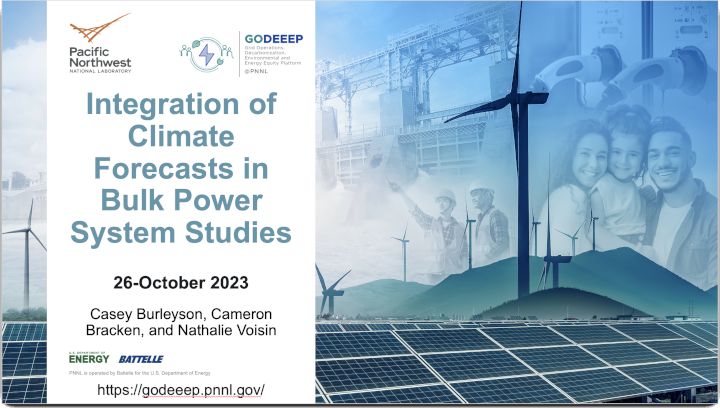 Pacific
Northwest
NATIONAL LABORATORY
GODEEEP
Grid Operations,
Decarbonization,
Environmental and
Energy Equity Platform
@PNNL
Integration of
Climate
Forecasts in
Bulk Power
System Studies
26-October 2023
Casey Burleyson, Cameron
Bracken, and Nathalie Voisin
U.S. DEPARTMENT OF
ENERGY BATTELLE
PNNL is operated by Battelle for the U.S. Department of Energy
https://godeeep.pnnl.gov/